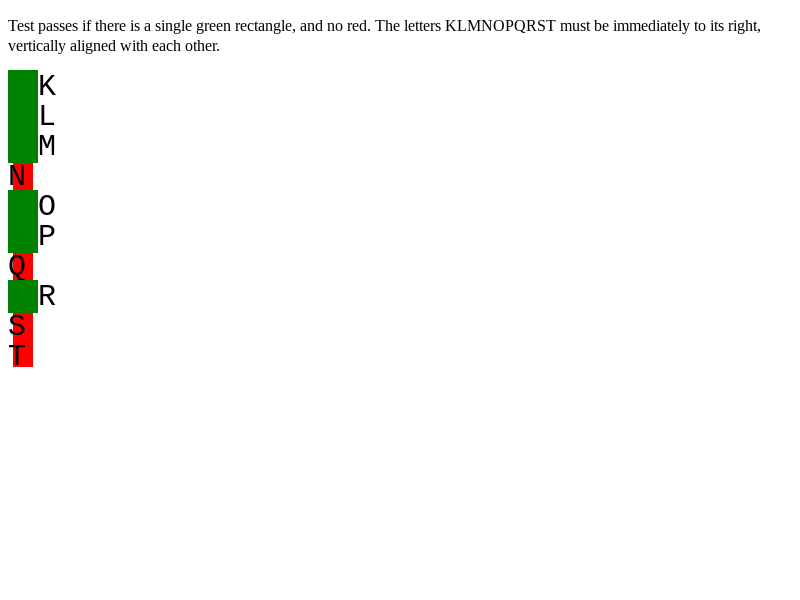 Test passes if there is a single green rectangle, and no red. The letters KLMNOPQRST must be immediately to its right,
vertically aligned with each other.
K
L
M
N
O
P
Q
R
S
T